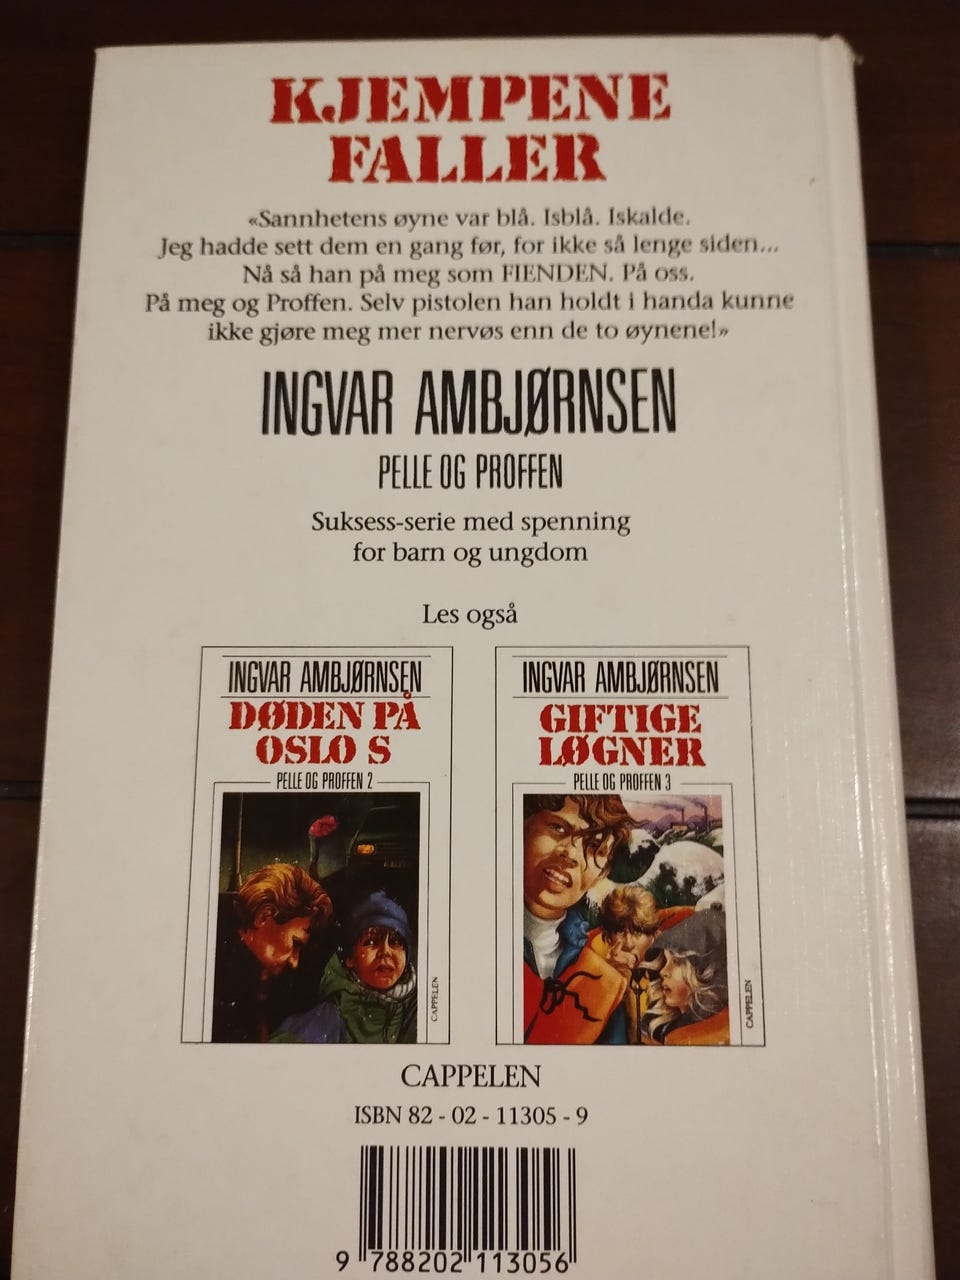 KJEMPENE
FALLER
«Sannhetens øyne var blå. Isblå. Iskalde.
Jeg hadde sett dem en gang før, for ikke så lenge siden...
Nå så han på meg som FIENDEN. På oss.
På meg og Proffen. Selv pistolen han holdt i handa kunne
ikke gjøre meg mer nervøs enn de to øynene!»
INGVAR AMBJØRNSEN
PELLE OG PROFFEN
Suksess-serie med spenning
for barn og ungdom
Les også
INGVAR AMBJØRNSEN
DØDEN PÅ
OSLO S
PELLE OG PROFFEN 2
CAPPELEN
INGVAR AMBJØRNSEN
GIFTIGE
LØGNER
PELLE OG PROFFEN 3
CAPPELEN
CAPPELEN
ISBN 82 - 02 - 11305 - 9
9 788202 113056